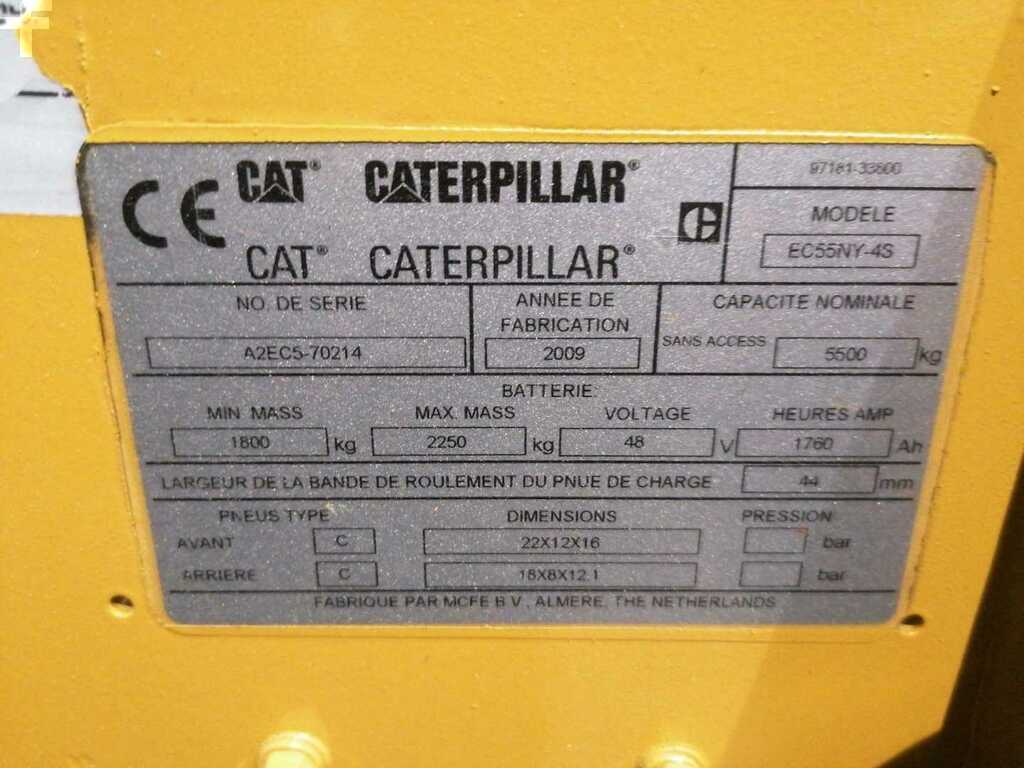 CE CAT® CATERPILLAR®
CAT® CATERPILLAR®
97181-33800
MODELE
EC55NY-4S
NO. DE SERIE
A2EC5-70214
ANNEE DE
FABRICATION
2009
CAPACITE NOMINALE
SANS ACCESS 5500 kg
BATTERIE:
MIN. MASS MAX. MASS VOLTAGE HEURES AMP
1800 kg 2250 kg 48 V 1760 Ah
LARGEUR DE LA BANDE DE ROULEMENT DU PNUE DE CHARGE 44 mm
PNEUS TYPE DIMENSIONS PRESSION
AVANT C 22X12X16 bar
ARRIERE C 18X8X12.1 bar
FABRIQUE PAR MCFE B.V., ALMERE, THE NETHERLANDS